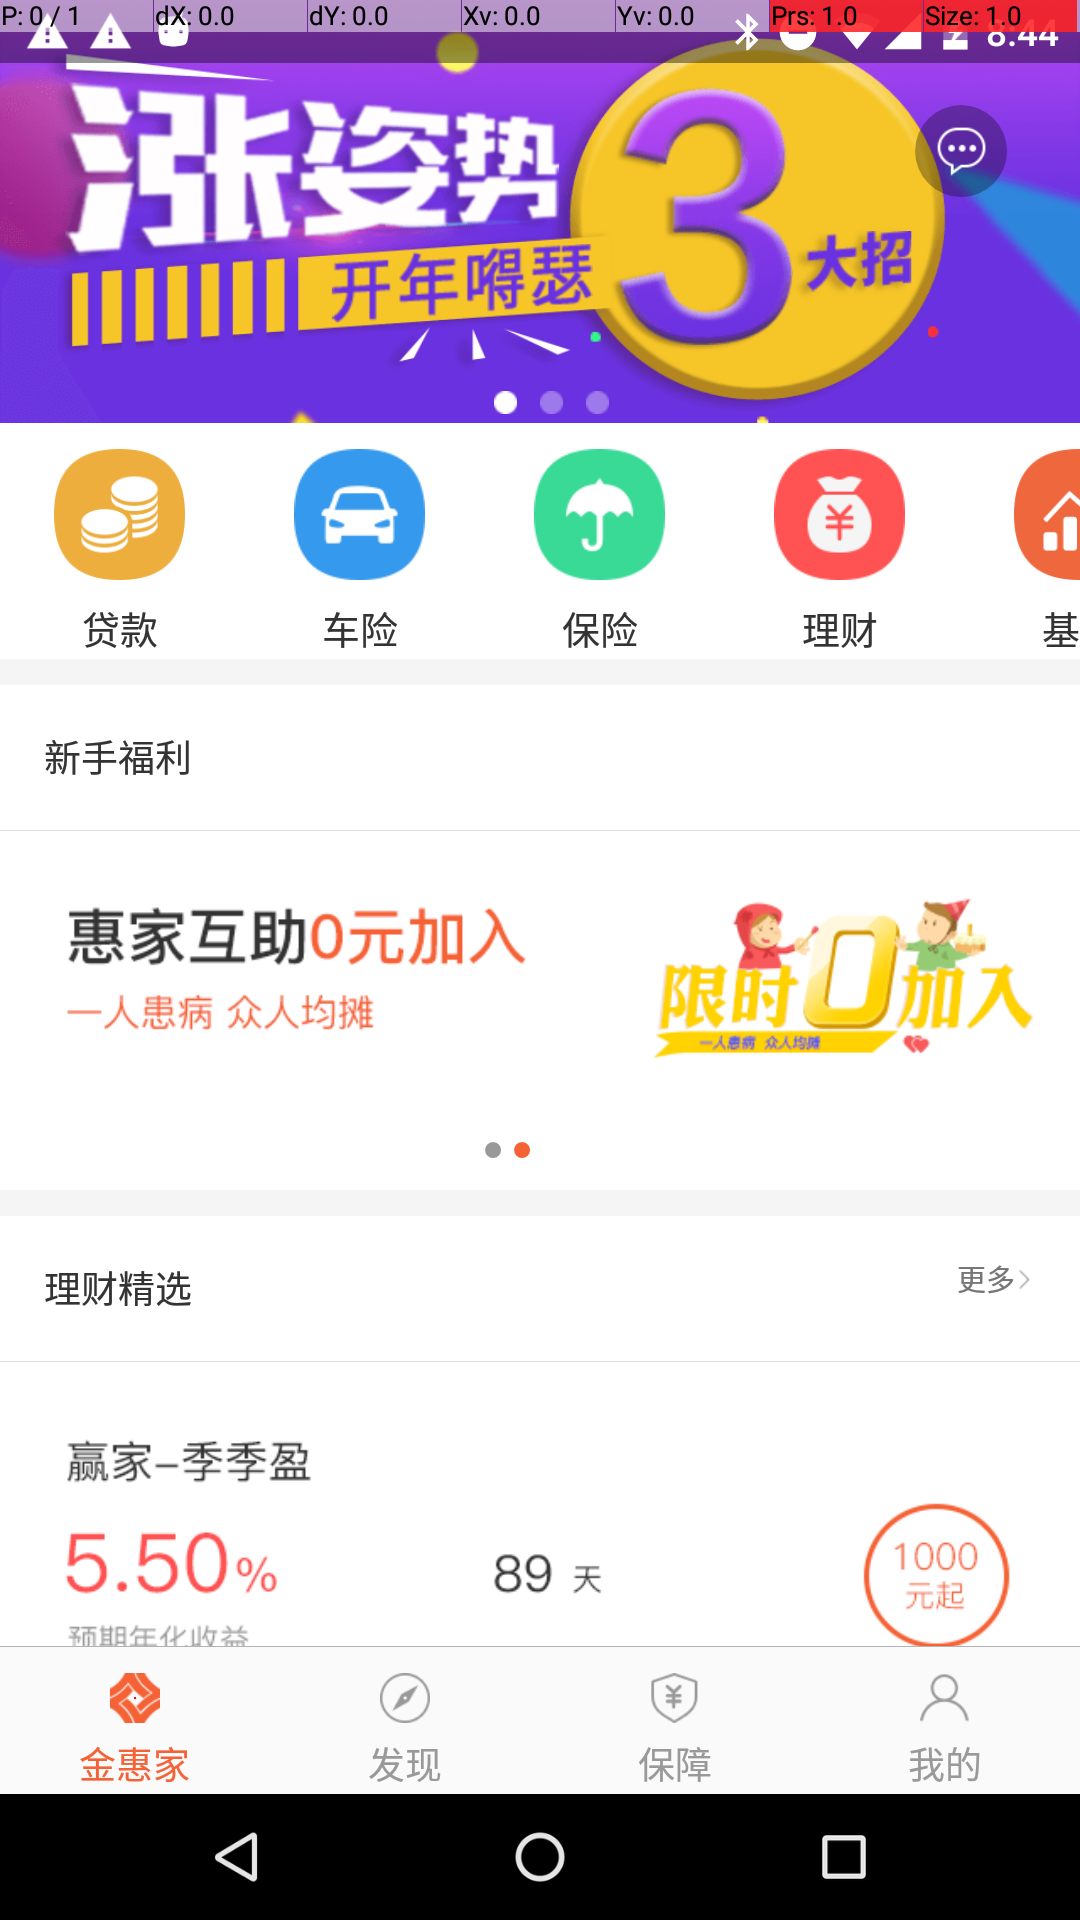 P: 0 / 1 dX: 0.0 dY: 0.0 Xv: 0.0 Yv: 0.0 Prs: 1.0 Size: 1.0
8:44
涨姿势
3大招
开年嘚瑟
贷款 车险 保险 理财 基
新手福利
惠家互助0元加入
一人患病 众人均摊
限时0加入
一人患病 众人均摊
理财精选
更多
赢家-季季盈
5.50%
89 天
1000
元起
预期年化收益
金惠家 发现 保障 我的